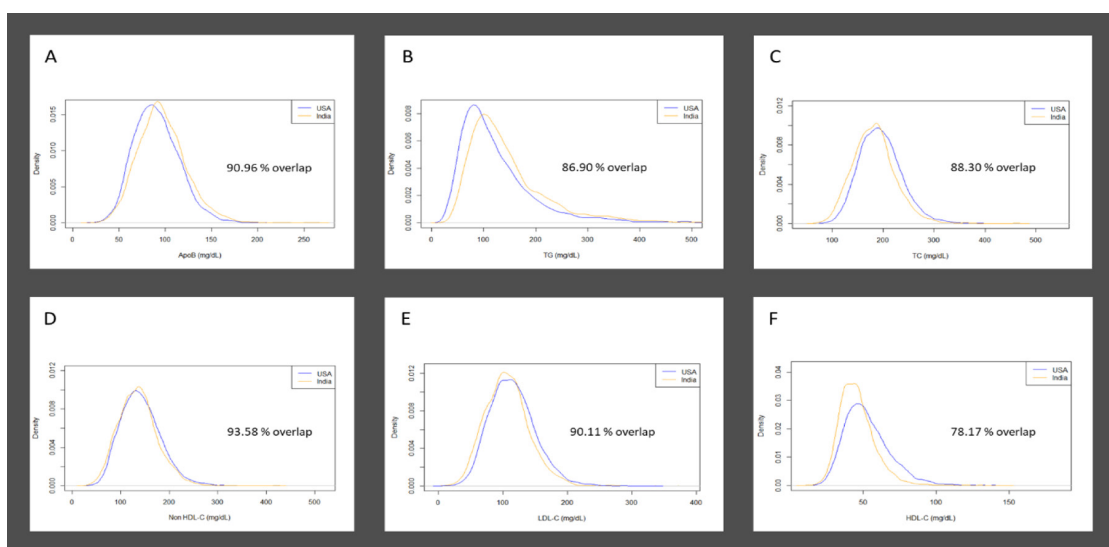 A
USA
India
90.96 % overlap
Density
0.000 0.005 0.010 0.015
0 50 100 150 200 250
ApoB (mg/dL)
B
USA
India
86.90 % overlap
Density
0.000 0.002 0.004 0.006 0.008
0 100 200 300 400 500
TG (mg/dL)
C
USA
India
88.30 % overlap
Density
0.000 0.004 0.008 0.012
100 200 300 400 500
TC (mg/dL)
D
USA
India
93.58 % overlap
Density
0.000 0.004 0.008 0.012
0 100 200 300 400 500
Non HDL-C (mg/dL)
E
USA
India
90.11 % overlap
Density
0.000 0.004 0.008 0.012
0 100 200 300 400
LDL-C (mg/dL)
F
USA
India
78.17 % overlap
Density
0.00 0.01 0.02 0.03 0.04
50 100 150
HDL-C (mg/dL)